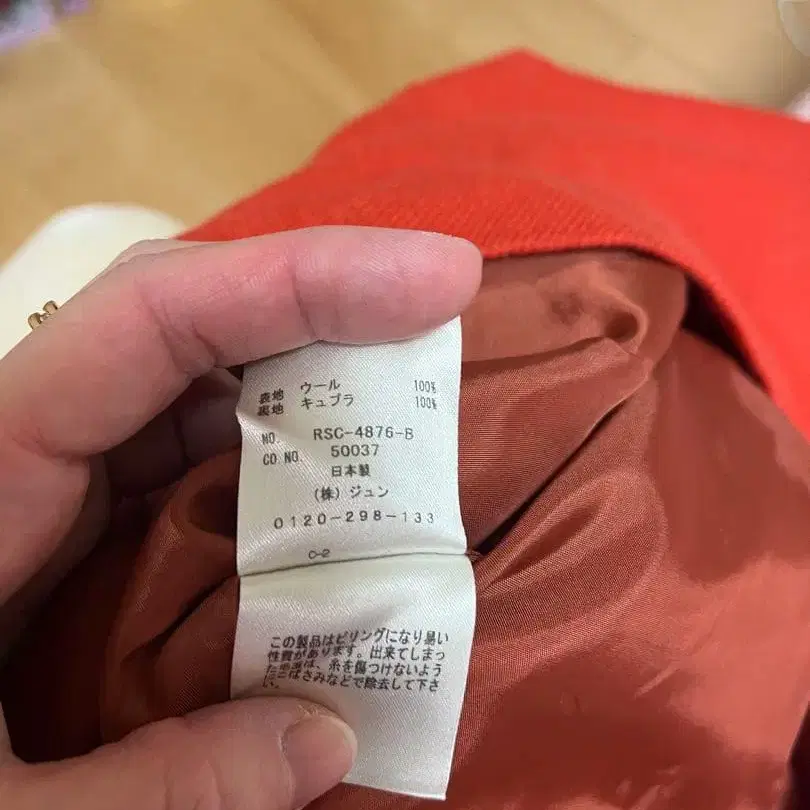 表地 ウール 100%
裏地 キュプラ 100%
NO. RSC-4876-B
CO NO. 50037
日本製
(株)ジュン
0120-298-133
C-2
この製品はピリングになり易い
性質があります。出来てしまっ
た毛玉は、糸を傷つけないよう
にはさみなどで除去して下さ
い。